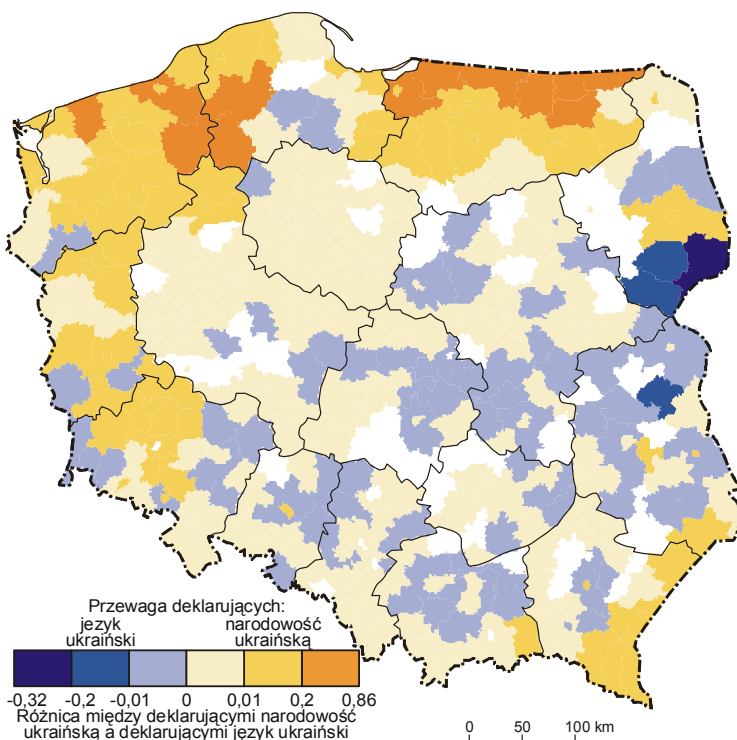 Przewaga deklarujących:
jezyk narodowość
ukraiński ukraińską
-0,32 -0,2 -0,01 0 0,01 0,2 0,86
Różnica między deklarującymi narodowość
ukraińską a deklarującymi język ukraiński
0 50 100 km